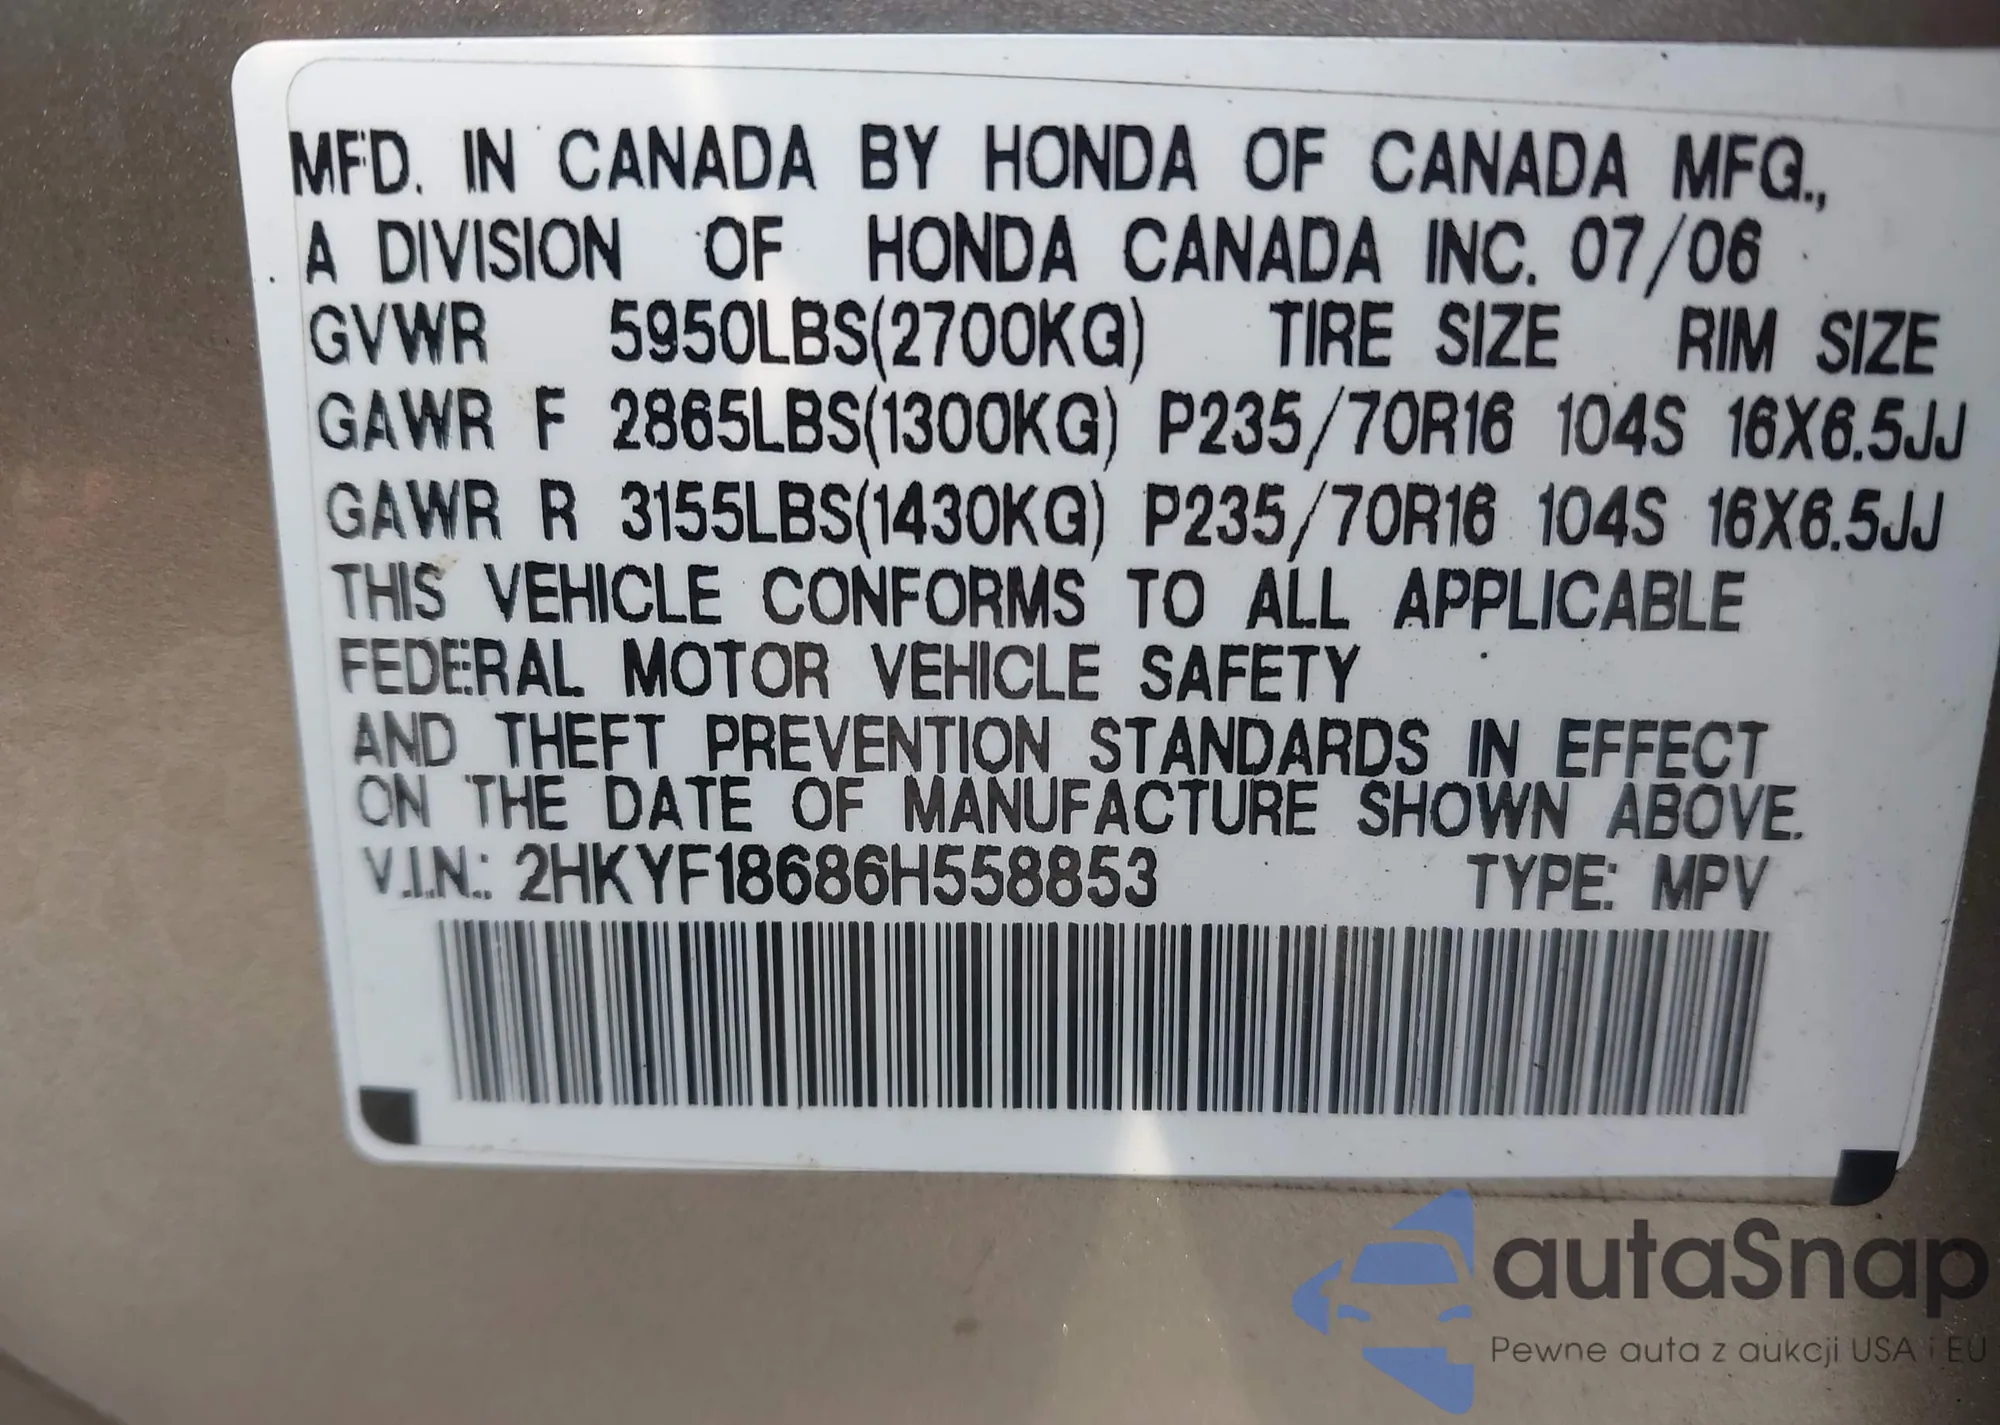 MFD. IN CANADA BY HONDA OF CANADA MFG.,
A DIVISION OF HONDA CANADA INC. 07/06
GVWR 5950LBS(2700KG) TIRE SIZE RIM SIZE
GAWR F 2865LBS(1300KG) P235/70R16 104S 16X6.5JJ
GAWR R 3155LBS(1430KG) P235/70R16 104S 16X6.5JJ
THIS VEHICLE CONFORMS TO ALL APPLICABLE
FEDERAL MOTOR VEHICLE SAFETY
AND THEFT PREVENTION STANDARDS IN EFFECT
ON THE DATE OF MANUFACTURE SHOWN ABOVE.
V.I.N.: 2HKYF18686H558853 TYPE: MPV
autaSnap
Pewne auta z aukcji USA i EU